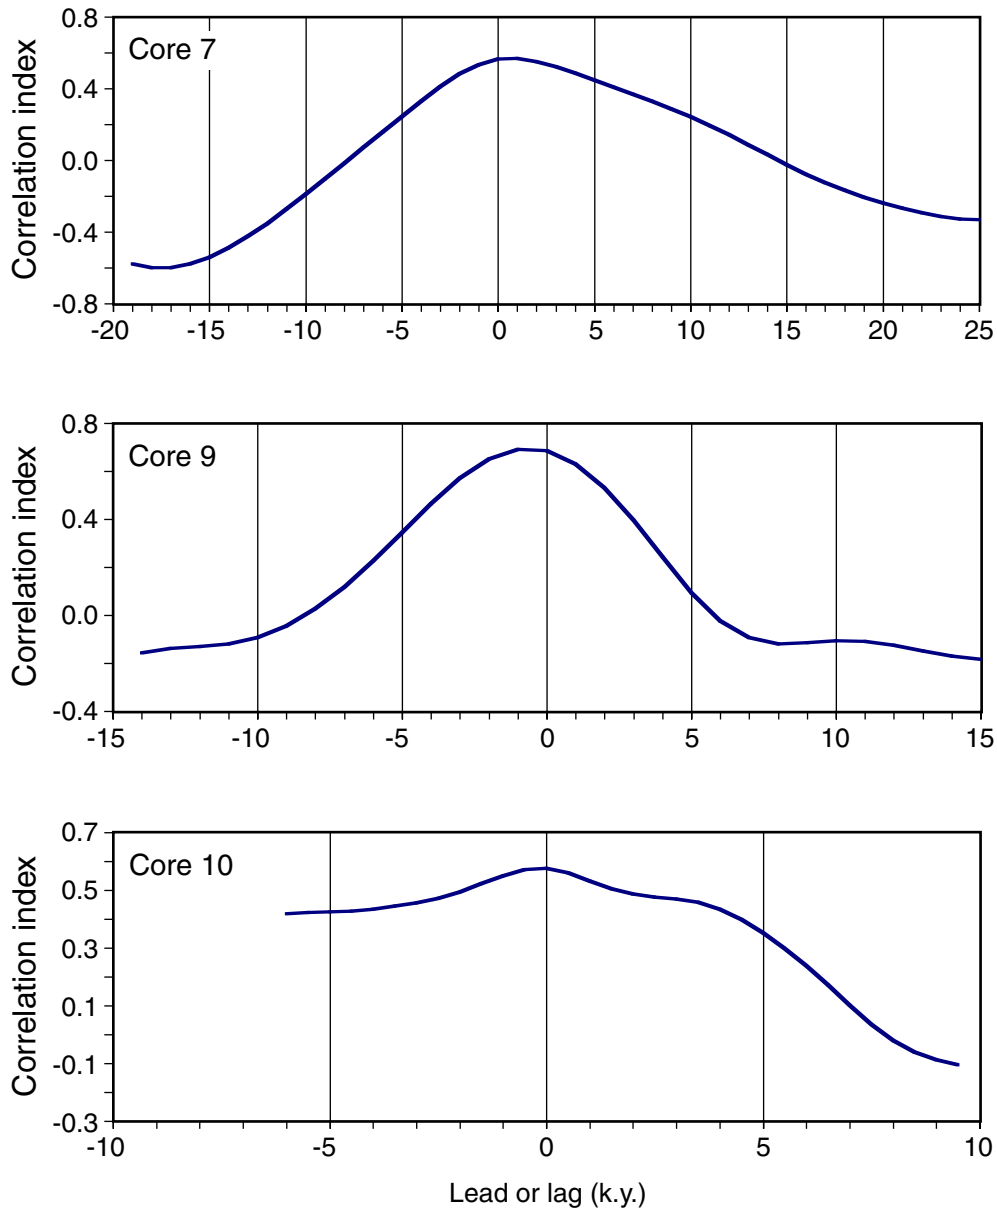 Core 7
Correlation index
0.8
0.4
0.0
-0.4
-0.8
-20 -15 -10 -5 0 5 10 15 20 25
Core 9
Correlation index
0.8
0.4
0.0
-0.4
-15 -10 -5 0 5 10 15
Core 10
Correlation index
0.7
0.5
0.3
0.1
-0.1
-0.3
-10 -5 0 5 10
Lead or lag (k.y.)